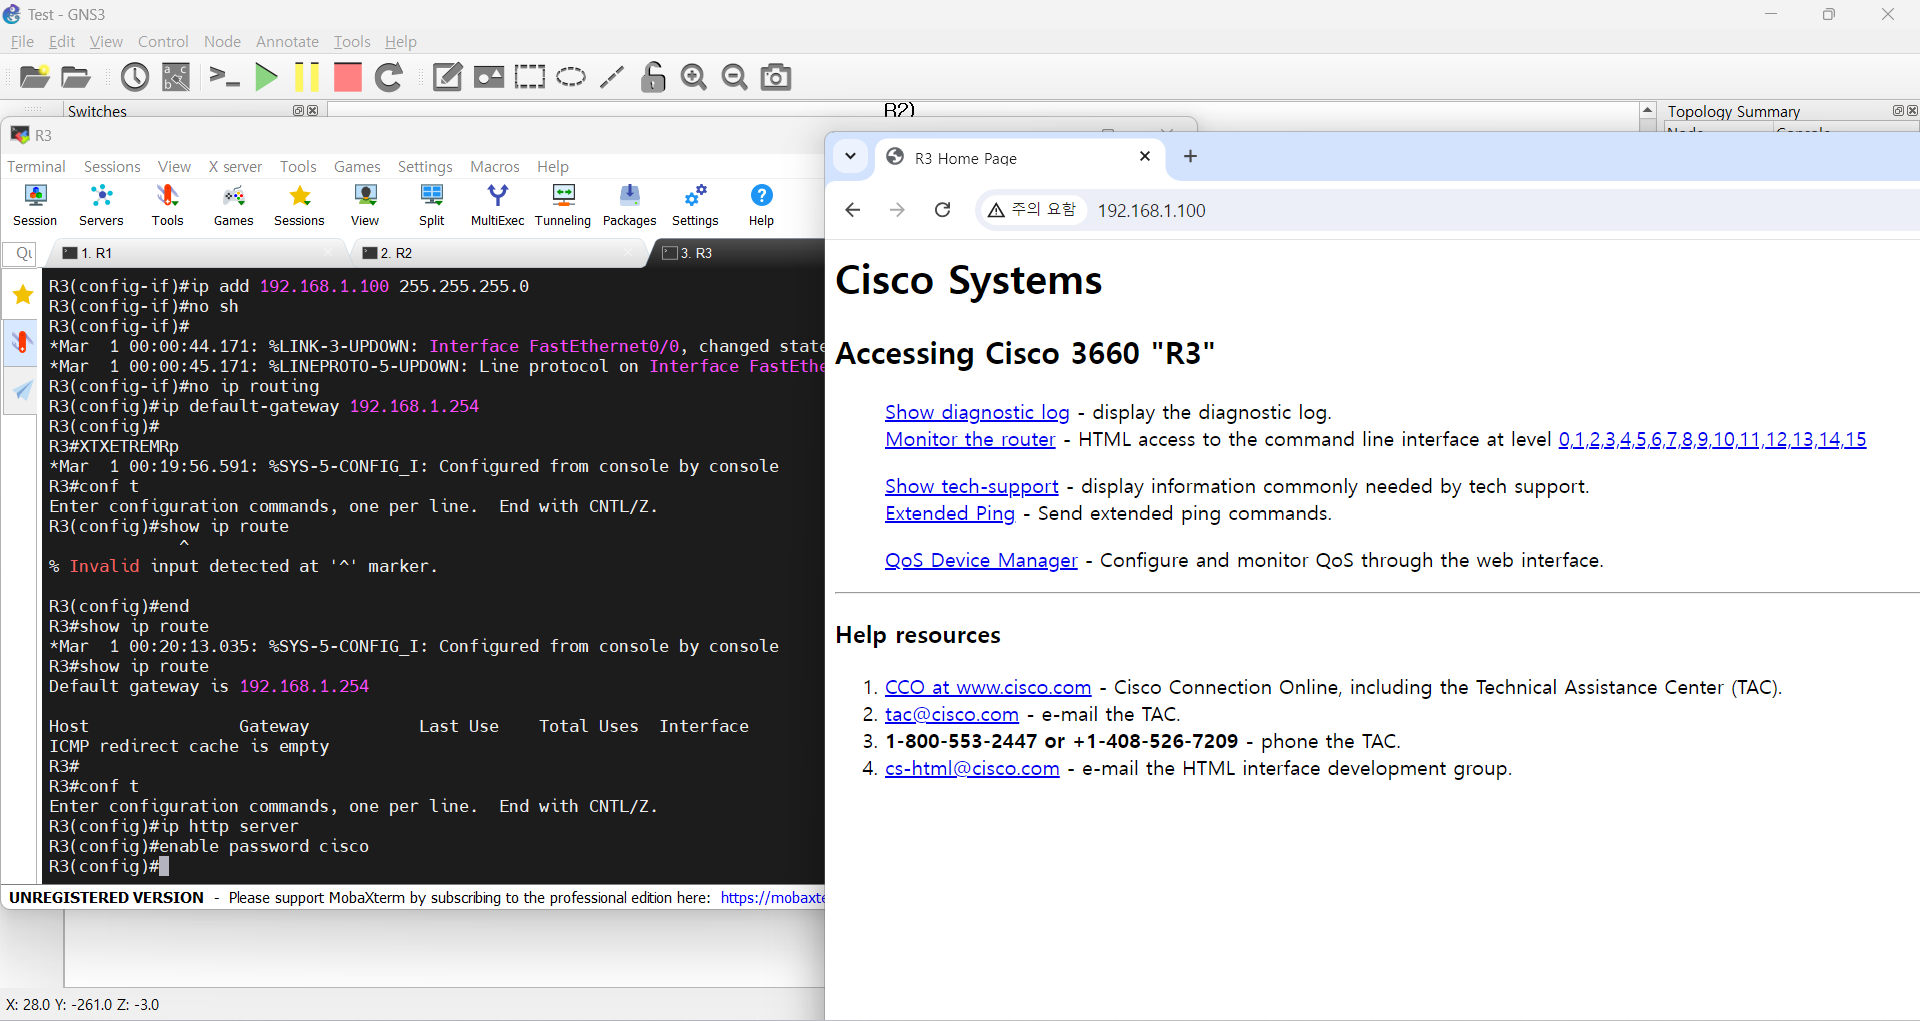 Test - GNS3
File Edit View Control Node Annotate Tools Help
Switches
R2)
Topology Summary
R3
Terminal Sessions View X server Tools Games Settings Macros Help
Session Servers Tools Games Sessions View Split MultiExec Tunneling Packages Settings Help
1. R1
2. R2
3. R3
R3(config-if)#ip add 192.168.1.100 255.255.255.0
R3(config-if)#no sh
R3(config-if)#
*Mar  1 00:00:44.171: %LINK-3-UPDOWN: Interface FastEthernet0/0, changed state
*Mar  1 00:00:45.171: %LINEPROTO-5-UPDOWN: Line protocol on Interface FastEthe
R3(config-if)#no ip routing
R3(config)#ip default-gateway 192.168.1.254
R3(config)#
R3#XTXETREMRp
*Mar  1 00:19:56.591: %SYS-5-CONFIG_I: Configured from console by console
R3#conf t
Enter configuration commands, one per line.  End with CNTL/Z.
R3(config)#show ip route
^
% Invalid input detected at '^' marker.
R3(config)#end
R3#show ip route
*Mar  1 00:20:13.035: %SYS-5-CONFIG_I: Configured from console by console
R3#show ip route
Default gateway is 192.168.1.254
Host Gateway Last Use Total Uses Interface
ICMP redirect cache is empty
R3#
R3#conf t
Enter configuration commands, one per line.  End with CNTL/Z.
R3(config)#ip http server
R3(config)#enable password cisco
R3(config)#
UNREGISTERED VERSION - Please support MobaXterm by subscribing to the professional edition here: https://mobaxte
X: 28.0 Y: -261.0 Z: -3.0
R3 Home Page
주의 요함 192.168.1.100
Cisco Systems
Accessing Cisco 3660 "R3"
Show diagnostic log - display the diagnostic log.
Monitor the router - HTML access to the command line interface at level 0,1,2,3,4,5,6,7,8,9,10,11,12,13,14,15
Show tech-support - display information commonly needed by tech support.
Extended Ping - Send extended ping commands.
QoS Device Manager - Configure and monitor QoS through the web interface.
Help resources
1. CCO at www.cisco.com - Cisco Connection Online, including the Technical Assistance Center (TAC).
2. tac@cisco.com - e-mail the TAC.
3. 1-800-553-2447 or +1-408-526-7209 - phone the TAC.
4. cs-html@cisco.com - e-mail the HTML interface development group.